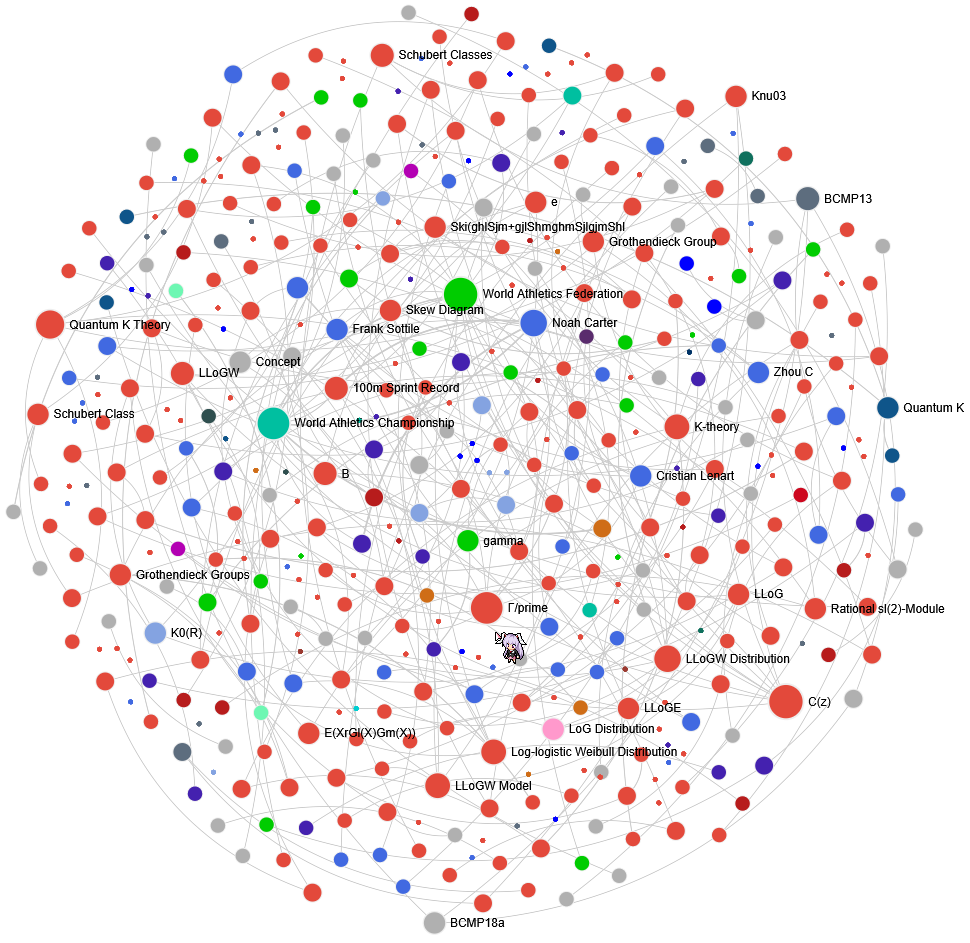 Schubert Classes
Knu03
BCMP13
e
Ski(ghlSjm+gjlShmghmSjlgjmShl
Grothendieck Group
World Athletics Federation
Skew Diagram
Noah Carter
Quantum K Theory
Frank Sottile
Concept
LLoGW
Zhou C
100m Sprint Record
Quantum K
Schubert Class
World Athletics Championship
K-theory
B
Cristian Lenart
gamma
Grothendieck Groups
LLoG
Γ/prime
Rational sl(2)-Module
K0(R)
LLoGW Distribution
C(z)
LLoGE
LoG Distribution
E(XrGl(X)Gm(X))
Log-logistic Weibull Distribution
LLoGW Model
BCMP18a